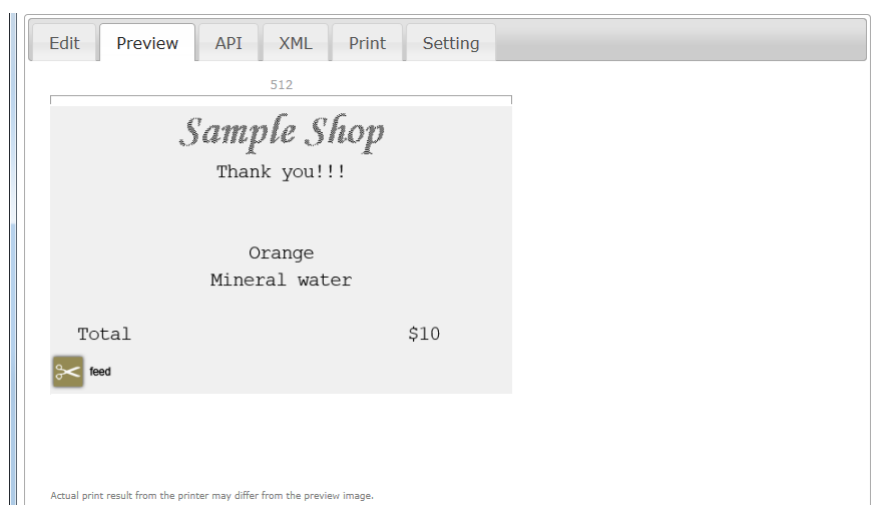 Edit Preview API XML Print Setting
512
Sample Shop
Thank you!!!
Orange
Mineral water
Total $10
feed
Actual print result from the printer may differ from the preview image.